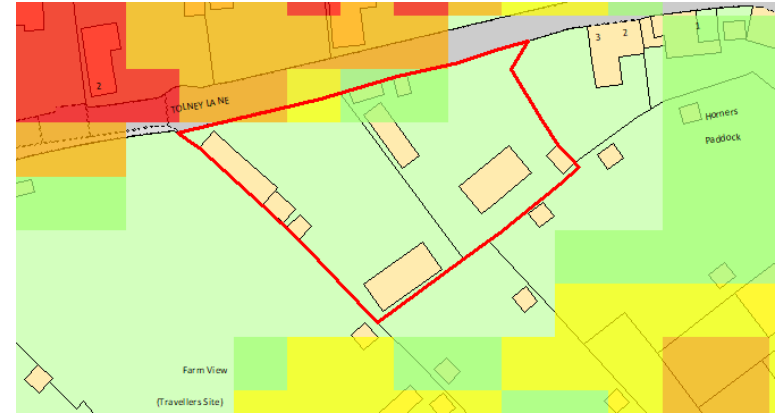 3 2 1
2
TOLNEY LANE
Homers
Paddock
Farm View
(Travellers Site)